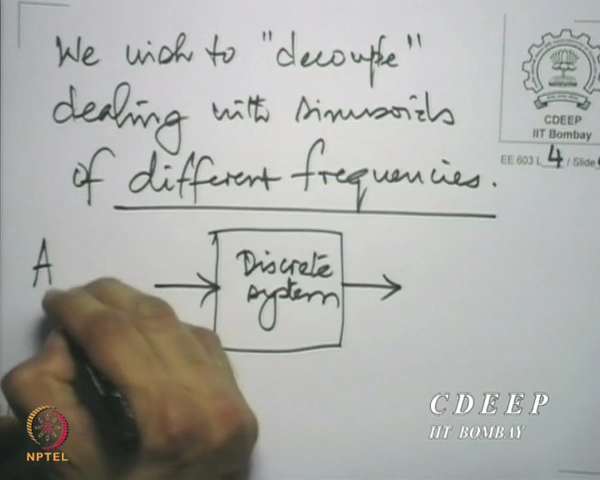 We wish to "decouple"
dealing with sinusoids
of different frequencies.
CDEEP
IIT Bombay
EE 603 L 4 / Slide
A
Discrete
system
CDEEP
IIT BOMBAY
NPTEL